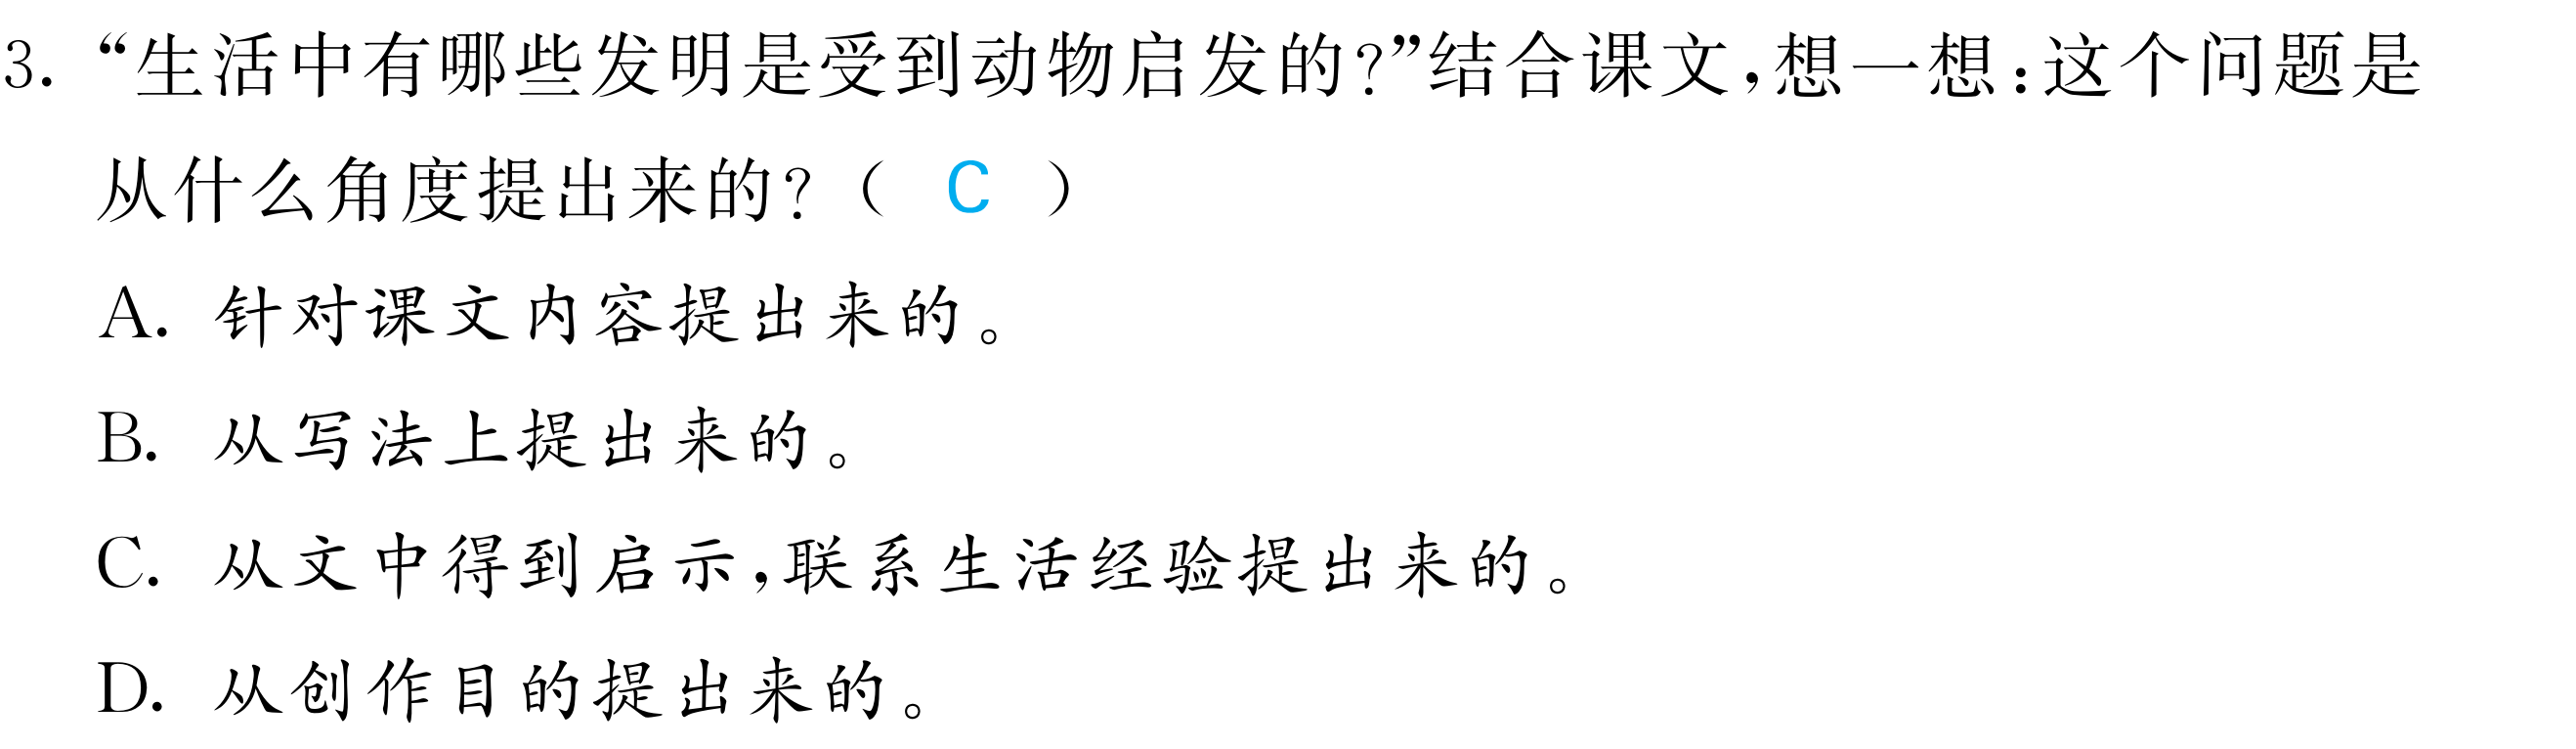 3. “生活中有哪些发明是受到动物启发的?”结合课文,想一想:这个问题是
从什么角度提出来的?( C )
A. 针对课文内容提出来的。
B. 从写法上提出来的。
C. 从文中得到启示,联系生活经验提出来的。
D. 从创作目的提出来的。